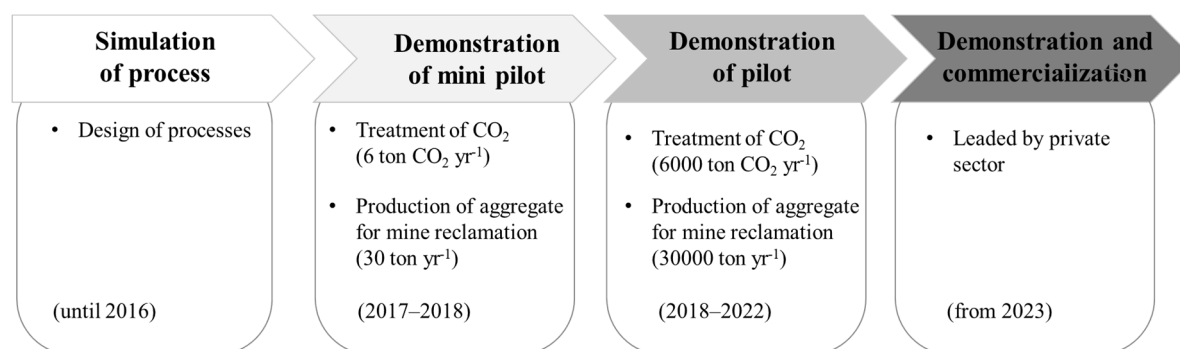 Simulation
of process
• Design of processes
(until 2016)
Demonstration
of mini pilot
• Treatment of CO₂
(6 ton CO₂ yr⁻¹)
• Production of aggregate
for mine reclamation
(30 ton yr⁻¹)
(2017–2018)
Demonstration
of pilot
• Treatment of CO₂
(6000 ton CO₂ yr⁻¹)
• Production of aggregate
for mine reclamation
(30000 ton yr⁻¹)
(2018–2022)
Demonstration and
commercialization
• Leaded by private
sector
(from 2023)